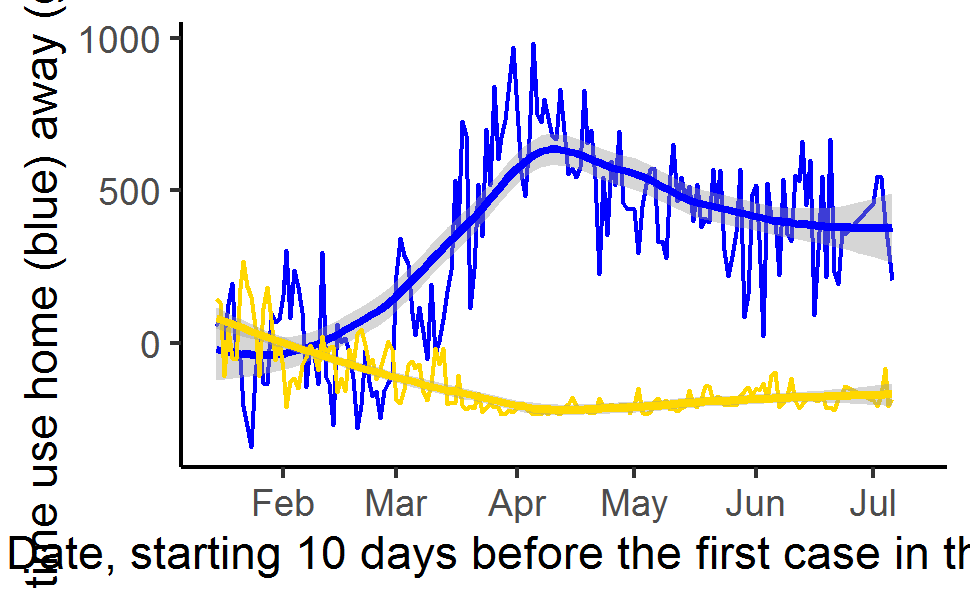 time use home (blue) away (
1000
500
0
Feb Mar Apr May Jun Jul
Date, starting 10 days before the first case in th